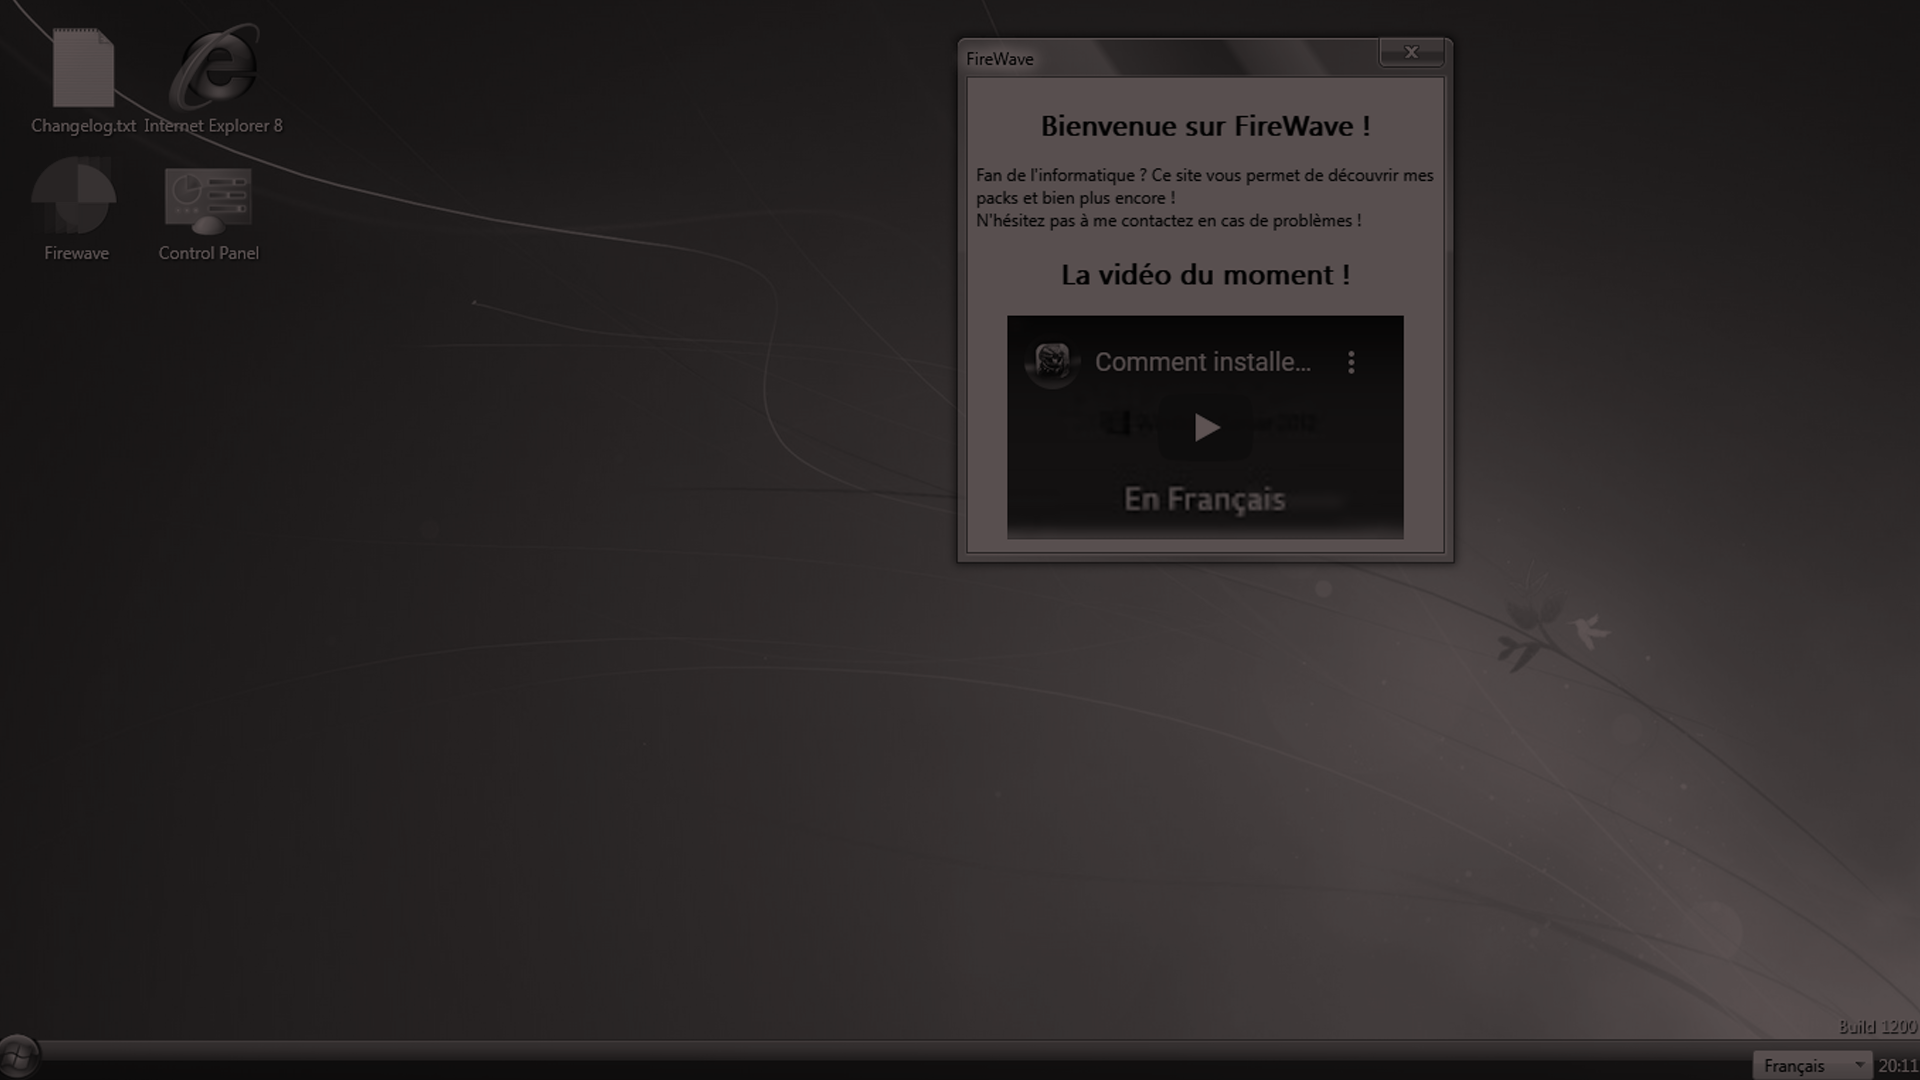 Changelog.txt
Internet Explorer 8
Firewave
Control Panel
FireWave
Bienvenue sur FireWave !
Fan de l'informatique ? Ce site vous permet de découvrir mes
packs et bien plus encore !
N'hésitez pas à me contactez en cas de problèmes !
La vidéo du moment !
Comment installe...
En Français
Build 1200
Français
20:11